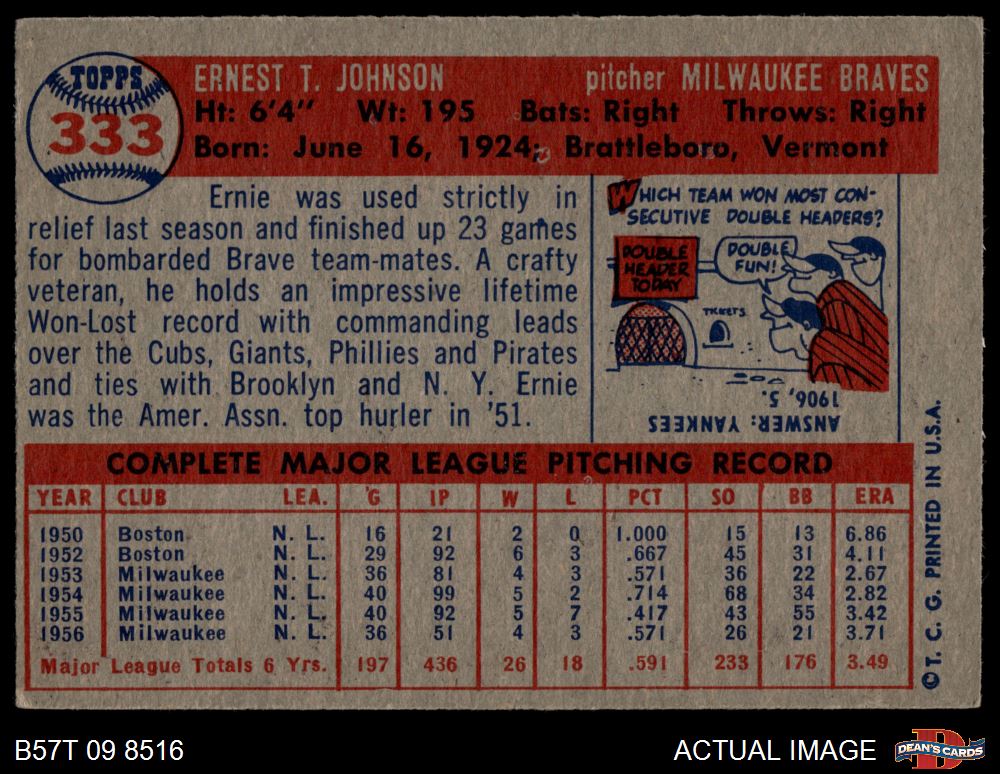 TOPPS
333
ERNEST T. JOHNSON pitcher MILWAUKEE BRAVES
Ht: 6'4" Wt: 195 Bats: Right Throws: Right
Born: June 16, 1924, Brattleboro, Vermont
Ernie was used strictly in
relief last season and finished up 23 games
for bombarded Brave team-mates. A crafty
veteran, he holds an impressive lifetime
Won-Lost record with commanding leads
over the Cubs, Giants, Phillies and Pirates
and ties with Brooklyn and N. Y. Ernie
was the Amer. Assn. top hurler in '51.
WHICH TEAM WON MOST CON-
SECUTIVE DOUBLE HEADERS?
DOUBLE
HEADER
TODAY
DOUBLE
FUN!
TICKETS
ANSWER: YANKEES
1906, 5.
COMPLETE MAJOR LEAGUE PITCHING RECORD
YEAR CLUB LEA. G IP W L PCT SO BB ERA
1950 Boston N. L. 16 21 2 0 1.000 15 13 6.86
1952 Boston N. L. 29 92 6 3 .667 45 31 4.11
1953 Milwaukee N. L. 36 81 4 3 .571 36 22 2.67
1954 Milwaukee N. L. 40 99 5 2 .714 68 34 2.82
1955 Milwaukee N. L. 40 92 5 7 .417 43 55 3.42
1956 Milwaukee N. L. 36 51 4 3 .571 26 21 3.71
Major League Totals 6 Yrs. 197 436 26 18 .591 233 176 3.49
©T. C. G. PRINTED IN U.S.A.
B57T 09 8516 ACTUAL IMAGE
DEAN'S CARDS